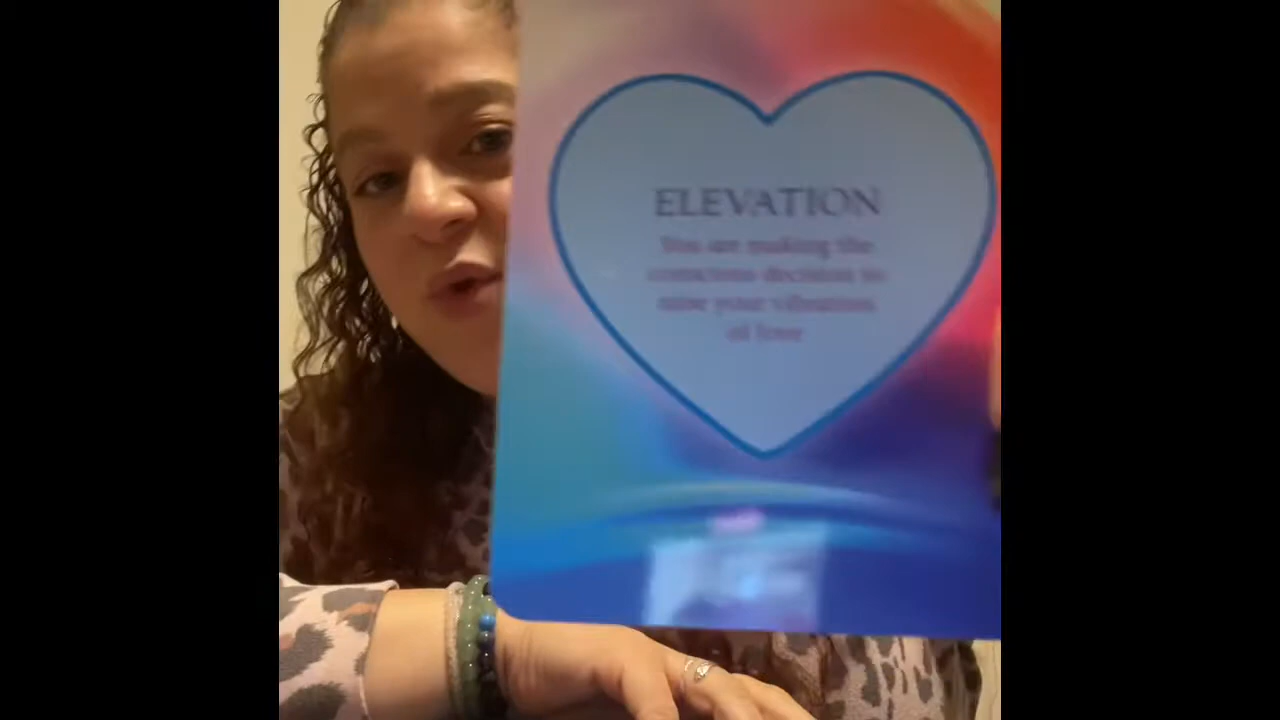 ELEVATION
You are making the
conscious decision to
raise your vibration
of love